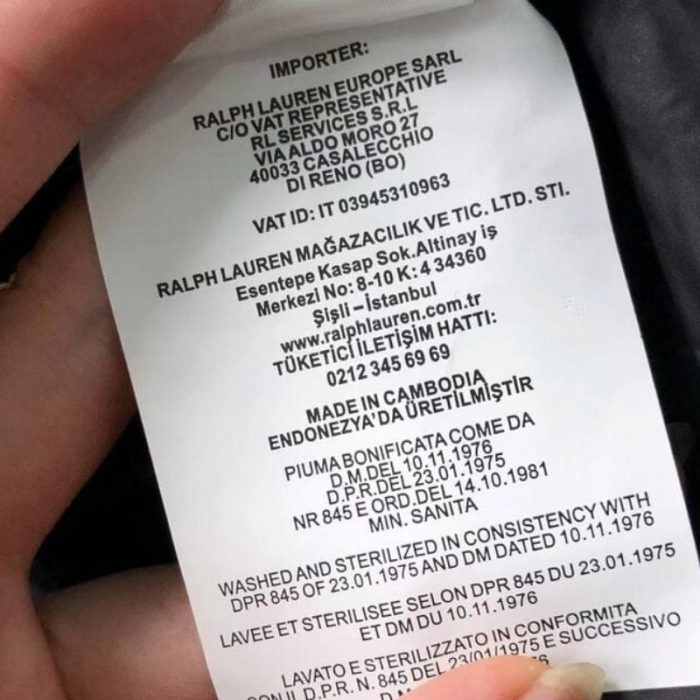 IMPORTER:
RALPH LAUREN EUROPE SARL
C/O VAT REPRESENTATIVE
RL SERVICES S.R.L
VIA ALDO MORO 27
40033 CASALECCHIO
DI RENO (BO)
VAT ID: IT 03945310963
RALPH LAUREN MAĞAZACILIK VE TIC. LTD. STI.
Esentepe Kasap Sok.Altinay iş
Merkezi No: 8-10 K: 4 34360
Şişli – İstanbul
www.ralphlauren.com.tr
TÜKETİCİ İLETİŞİM HATTI:
0212 345 69 69
MADE IN CAMBODIA
ENDONEZYA'DA ÜRETİLMİŞTİR
PIUMA BONIFICATA COME DA
D.M.DEL 10.11.1976
D.P.R.DEL 23.01.1975
NR 845 E ORD.DEL 14.10.1981
MIN. SANITA
WASHED AND STERILIZED IN CONSISTENCY WITH
DPR 845 OF 23.01.1975 AND DM DATED 10.11.1976
LAVEE ET STERILISEE SELON DPR 845 DU 23.01.1975
ET DM DU 10.11.1976
LAVATO E STERILIZZATO IN CONFORMITA
D.P.R. N. 845 DEL 23/01/1975 E SUCCESSIVO